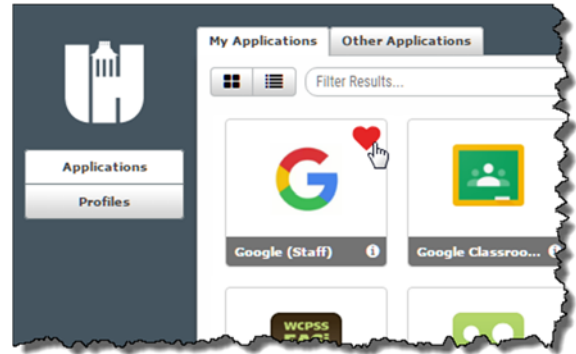 My Applications
Other Applications
Filter Results...
Applications
Profiles
Google (Staff)
Google Classroo...
WCPSS